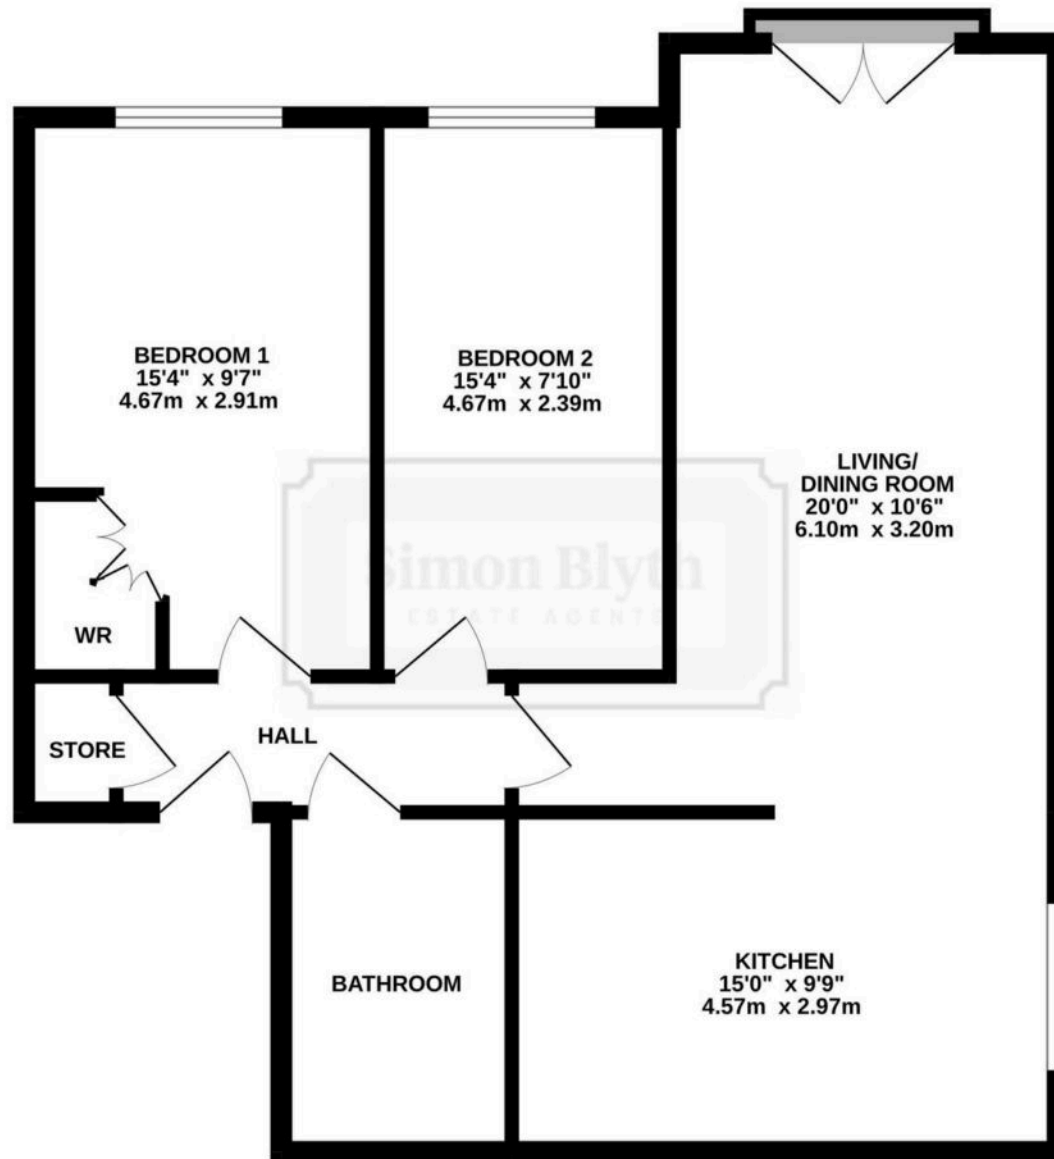 BEDROOM 1
15'4" x 9'7"
4.67m x 2.91m
BEDROOM 2
15'4" x 7'10"
4.67m x 2.39m
LIVING/
DINING ROOM
20'0" x 10'6"
6.10m x 3.20m
Simon Blyth
ESTATE AGENTS
WR
STORE
HALL
BATHROOM
KITCHEN
15'0" x 9'9"
4.57m x 2.97m